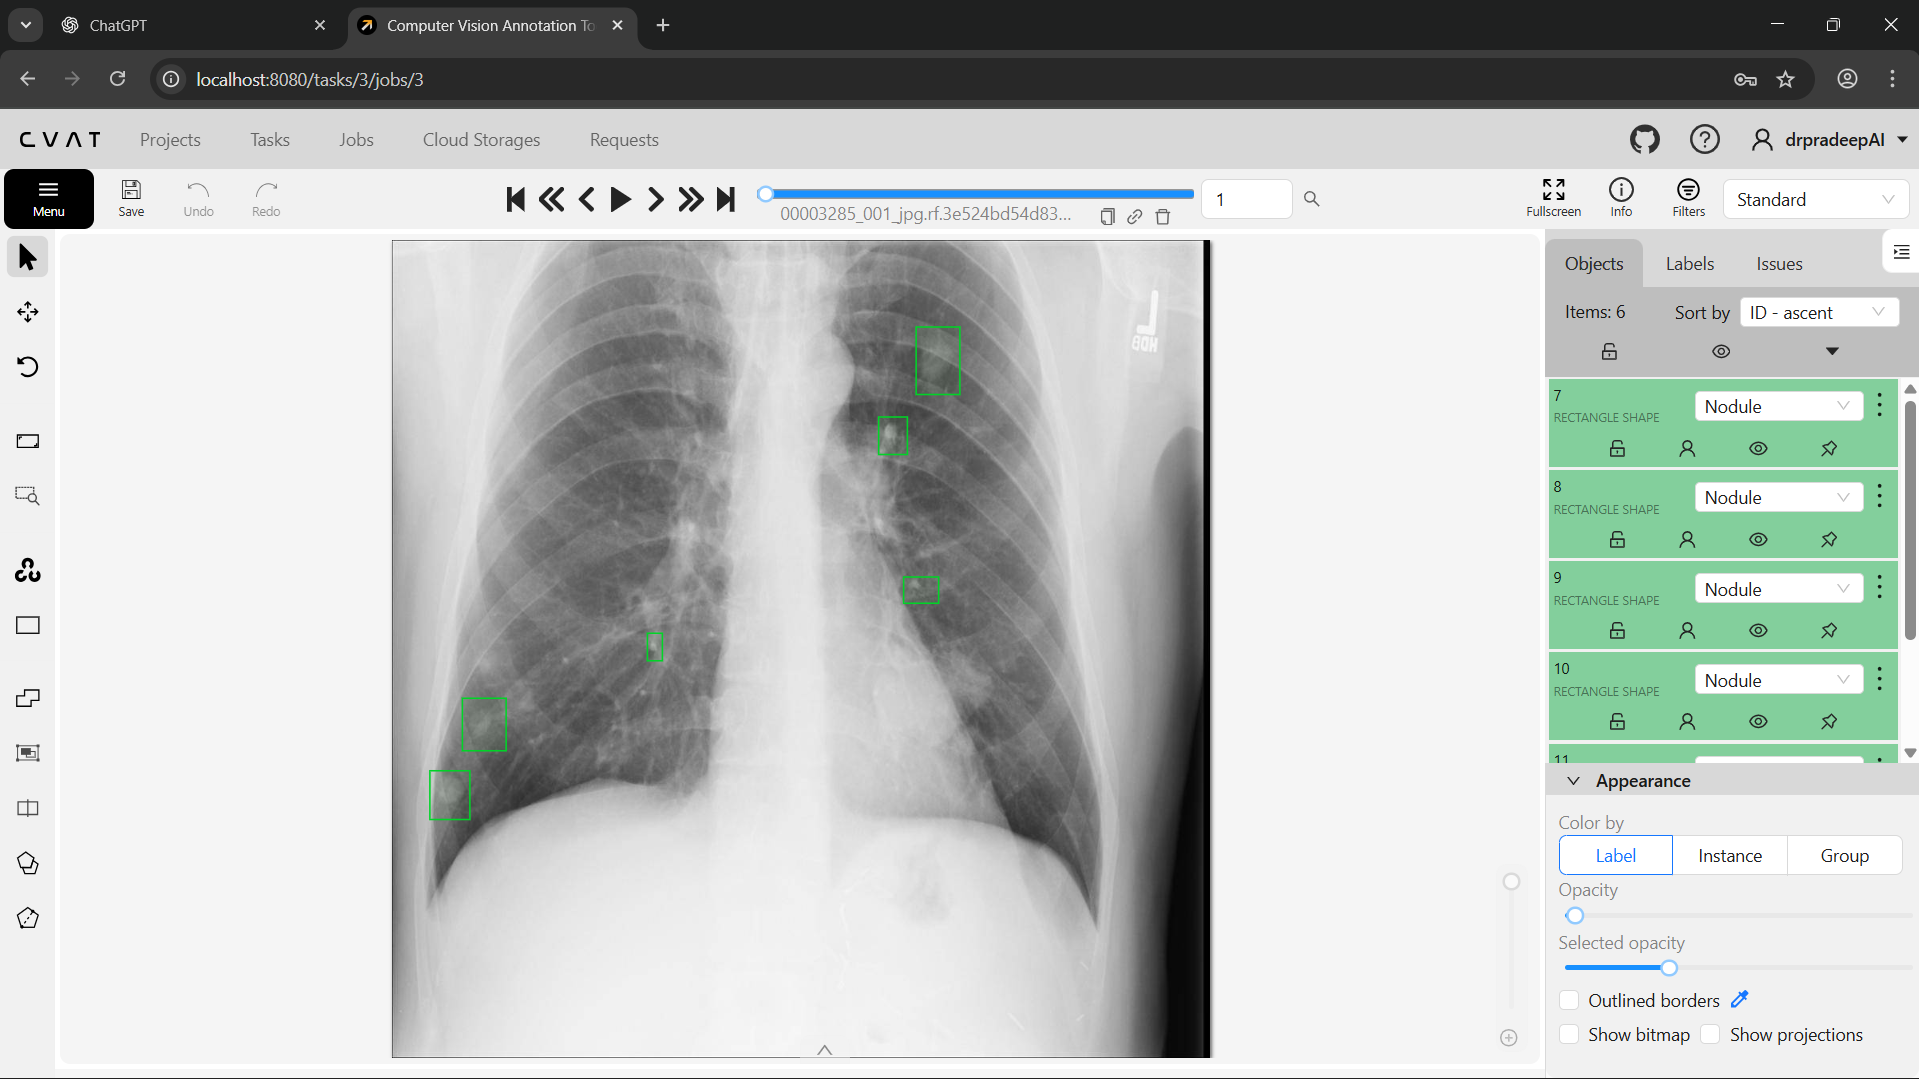 ChatGPT
Computer Vision Annotation To
localhost:8080/tasks/3/jobs/3
CVAT
Projects
Tasks
Jobs
Cloud Storages
Requests
drpradeepAI
Menu
Save
Undo
Redo
00003285_001_jpg.rf.3e524bd54d83...
1
Fullscreen
Info
Filters
Standard
L
HDB
Objects
Labels
Issues
Items: 6
Sort by
ID - ascent
7
RECTANGLE SHAPE
Nodule
8
RECTANGLE SHAPE
Nodule
9
RECTANGLE SHAPE
Nodule
10
RECTANGLE SHAPE
Nodule
11
Appearance
Color by
Label
Instance
Group
Opacity
Selected opacity
Outlined borders
Show bitmap
Show projections